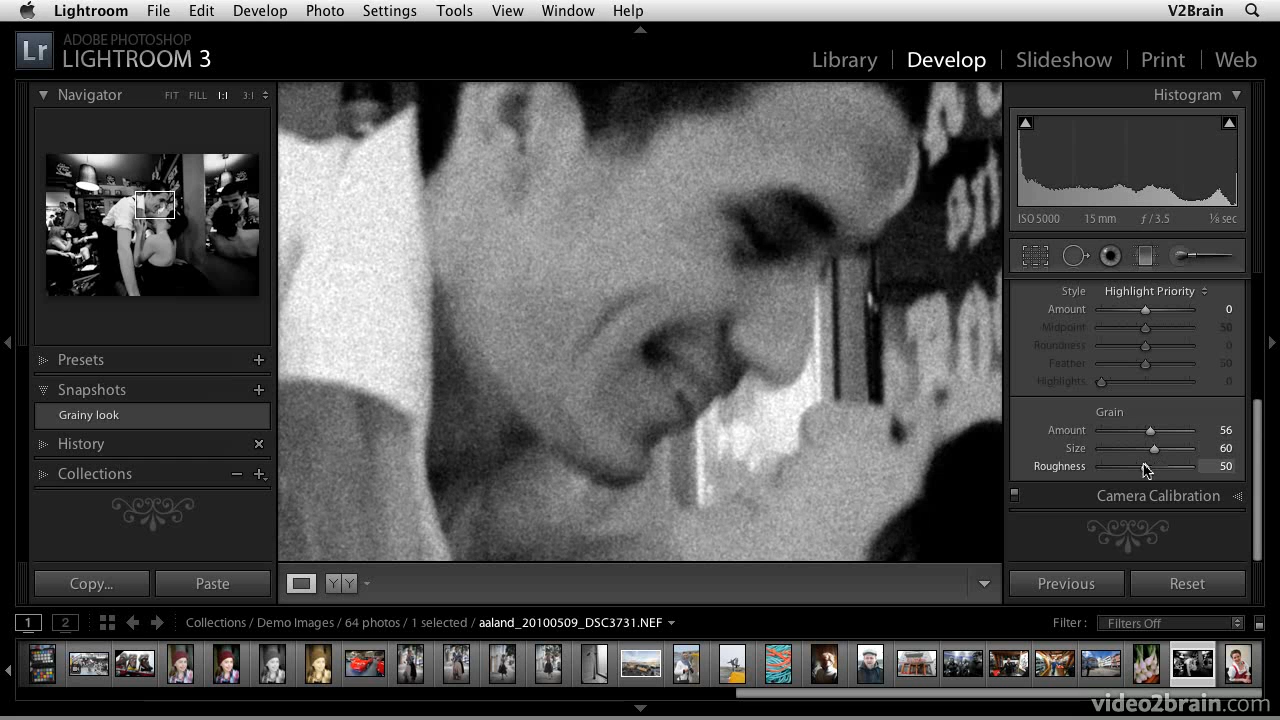 Lightroom File Edit Develop Photo Settings Tools View Window Help V2Brain
Lr ADOBE PHOTOSHOP
LIGHTROOM 3
Library Develop Slideshow Print Web
Navigator FIT FILL 1:1 3:1
Histogram
ISO 5000 15 mm ƒ / 3.5 ⅛ sec
Style Highlight Priority
Amount 0
Midpoint 50
Roundness 0
Feather 50
Highlights 0
Grain
Amount 56
Size 60
Roughness 50
Camera Calibration
Presets
Snapshots
Grainy look
History
Collections
Copy... Paste
Y Y
Previous Reset
1 2 Collections / Demo Images / 64 photos / 1 selected / aaland_20100509_DSC3731.NEF Filter : Filters Off
video2brain.com